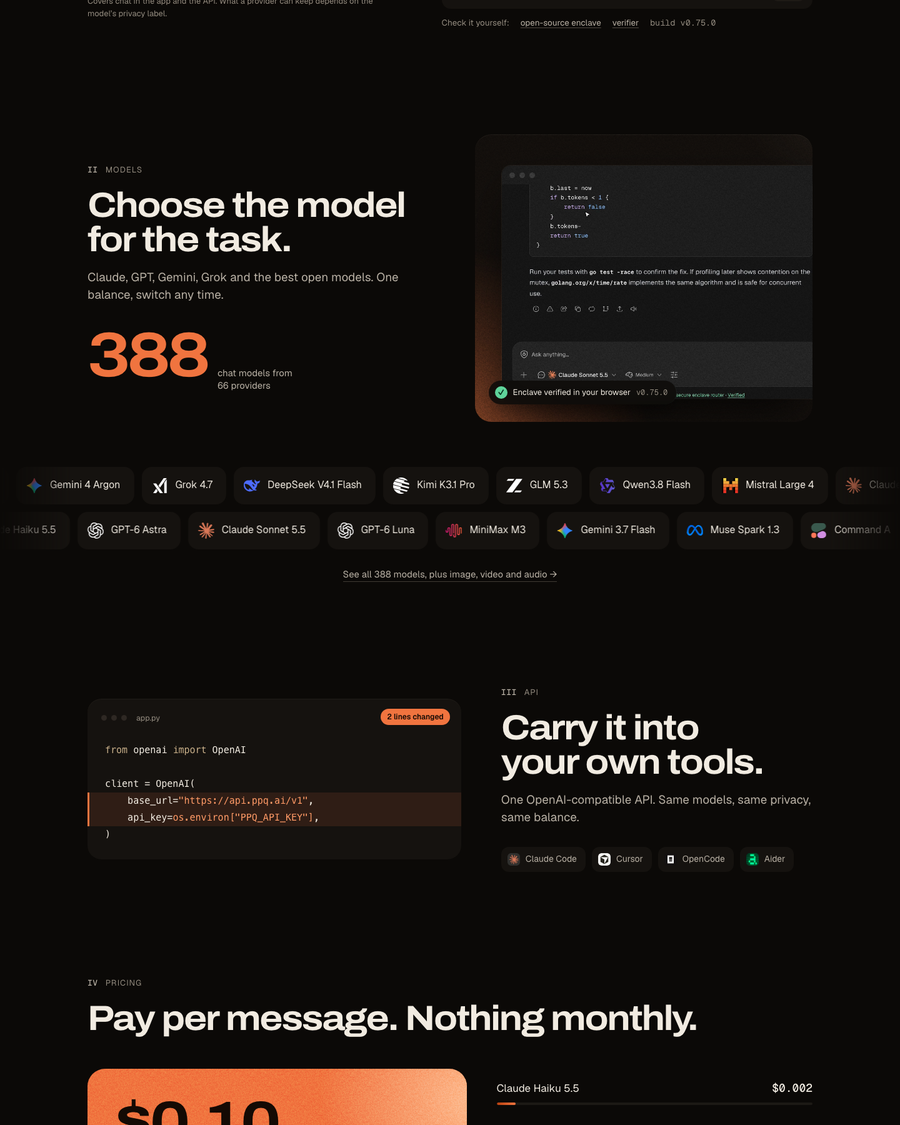 Covers chat in the app and the API. What a provider can keep depends on the
model's privacy label.
Check it yourself: open-source enclave verifier build v0.75.0
II MODELS
Choose the model
for the task.
Claude, GPT, Gemini, Grok and the best open models. One
balance, switch any time.
388
chat models from
66 providers
b.last = now
if b.tokens < 1 {
return false
}
b.tokens-
return true
}
Run your tests with go test -race to confirm the fix. If profiling later shows contention on the
mutex, golang.org/x/time/rate implements the same algorithm and is safe for concurrent
use.
Ask anything...
Claude Sonnet 5.5 Medium
Enclave verified in your browser v0.75.0
secure enclave router · Verified
Gemini 4 Argon Grok 4.7 DeepSeek V4.1 Flash Kimi K3.1 Pro GLM 5.3 Qwen3.8 Flash Mistral Large 4
Haiku 5.5 GPT-6 Astra Claude Sonnet 5.5 GPT-6 Luna MiniMax M3 Gemini 3.7 Flash Muse Spark 1.3 Command A
See all 388 models, plus image, video and audio →
app.py
2 lines changed
from openai import OpenAI
client = OpenAI(
base_url="https://api.ppq.ai/v1",
api_key=os.environ["PPQ_API_KEY"],
)
III API
Carry it into
your own tools.
One OpenAI-compatible API. Same models, same privacy,
same balance.
Claude Code Cursor OpenCode Aider
IV PRICING
Pay per message. Nothing monthly.
$0.10
Claude Haiku 5.5 $0.002